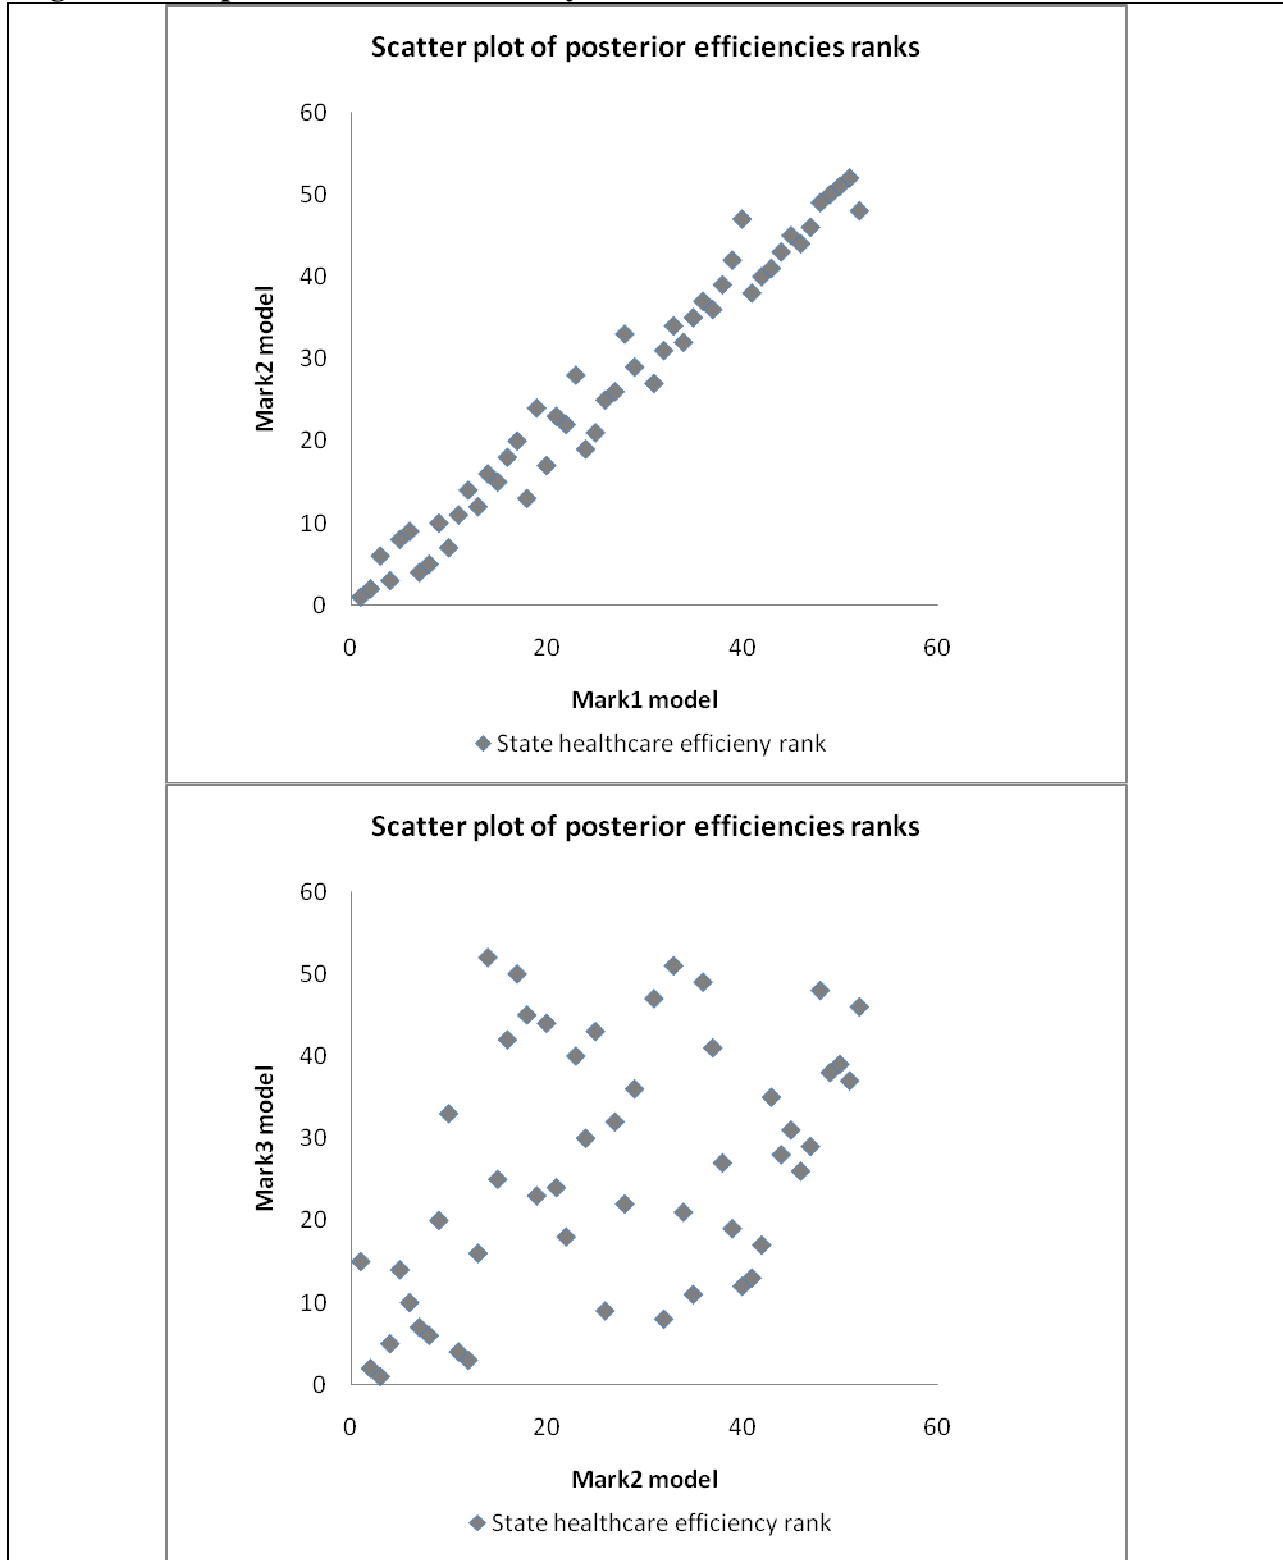 Scatter plot of posterior efficiencies ranks
60
50
40
30
20
10
0
Mark2 model
0 20 40 60
Mark1 model
State healthcare efficieny rank
Scatter plot of posterior efficiencies ranks
60
50
40
30
20
10
0
Mark3 model
0 20 40 60
Mark2 model
State healthcare efficiency rank